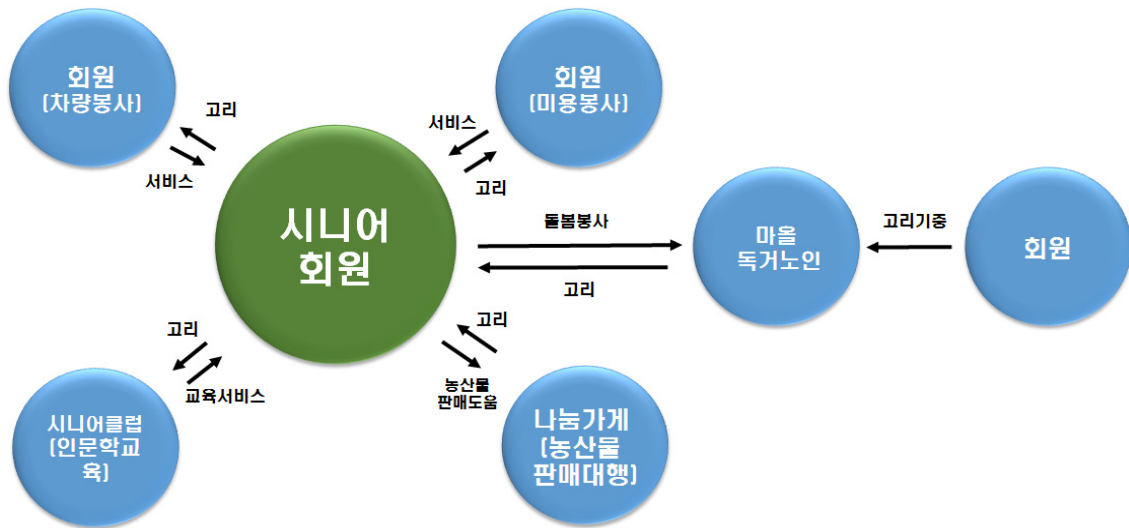 회원
[차량봉사]
고리
서비스
회원
[미용봉사]
서비스
고리
시니어
회원
돌봄봉사
고리
마을
독거노인
고리기중
회원
고리
교육서비스
시니어클럽
[인문학교
육]
고리
농산물
판매도움
나눔가게
[농산물
판매대행]